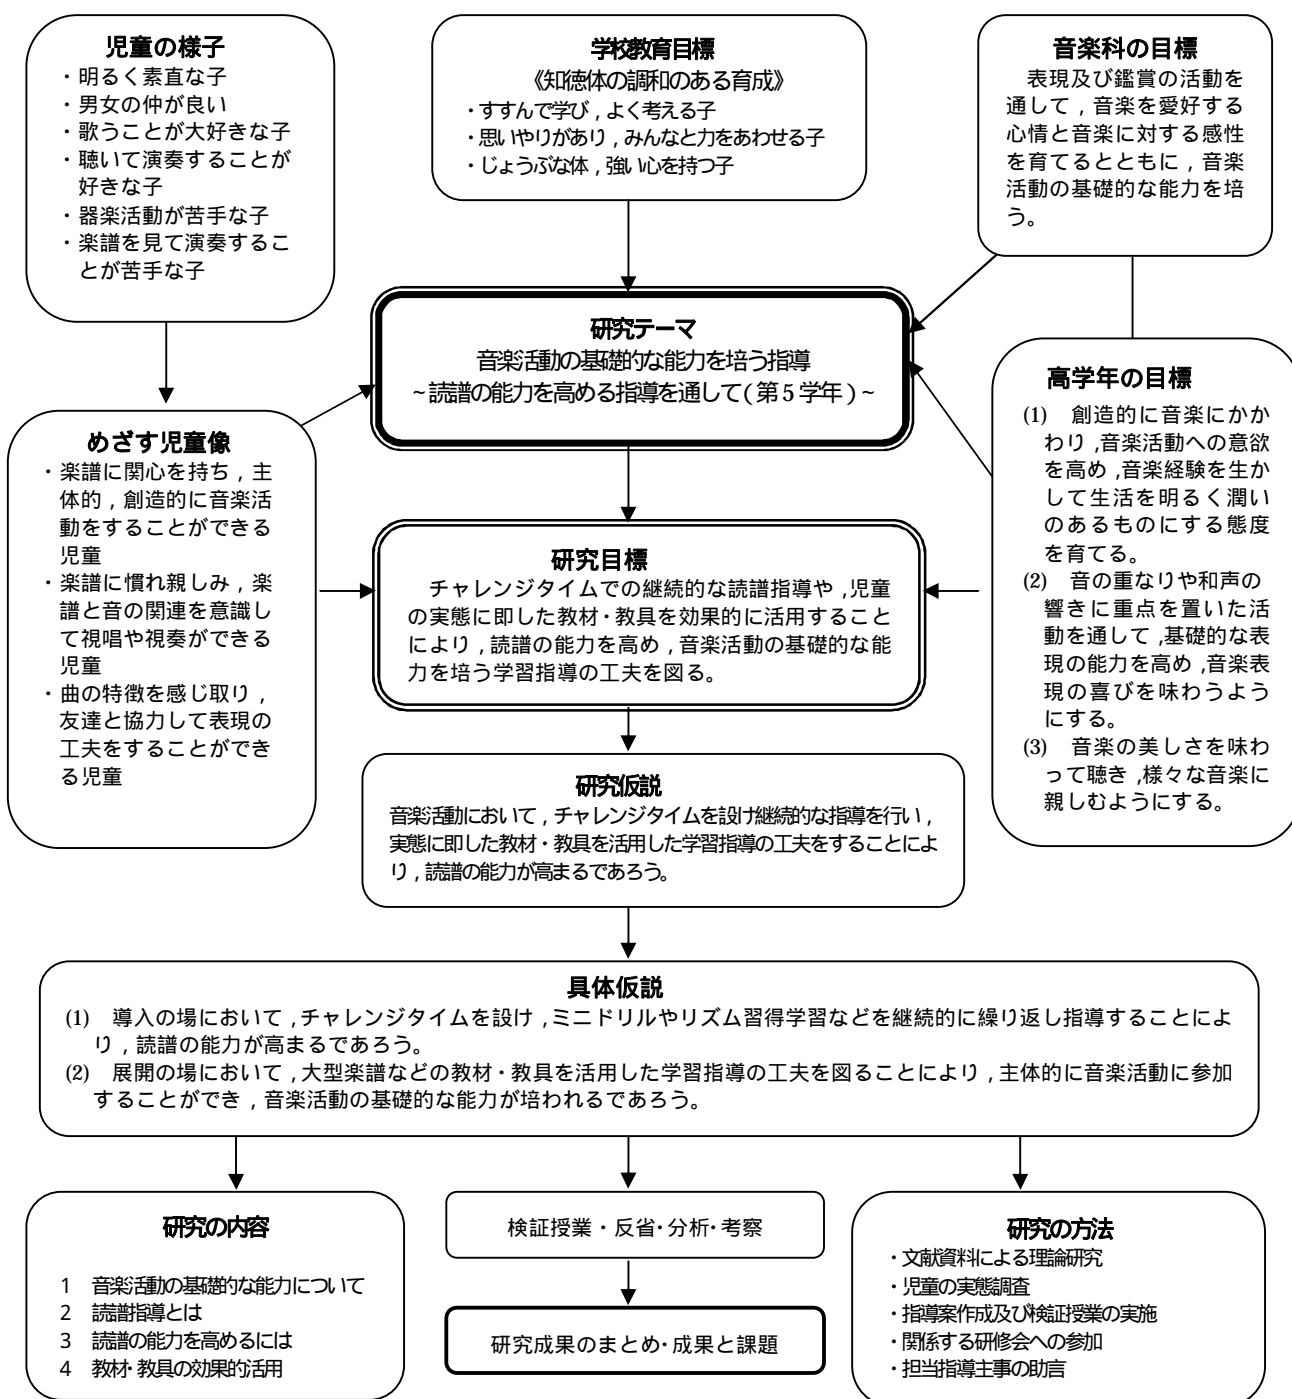 児童の様子
・明るく素直な子
・男女の仲が良い
・歌うことが大好きな子
・聴いて演奏することが
好きな子
・器楽活動が苦手な子
・楽譜を見て演奏するこ
とが苦手な子
学校教育目標
《知徳体の調和のある育成》
・すすんで学び，よく考える子
・思いやりがあり，みんなと力をあわせる子
・じょうぶな体，強い心を持つ子
音楽科の目標
表現及び鑑賞の活動を
通して，音楽を愛好する
心情と音楽に対する感性
を育てるとともに，音楽
活動の基礎的な能力を培
う。
研究テーマ
音楽活動の基礎的な能力を培う指導
~読譜の能力を高める指導を通して(第5学年)~
めざす児童像
・楽譜に関心を持ち，主
体的，創造的に音楽活
動をすることができる
児童
・楽譜に慣れ親しみ，楽
譜と音の関連を意識し
て視唱や視奏ができる
児童
・曲の特徴を感じ取り，
友達と協力して表現の
工夫をすることができ
る児童
研究目標
チャレンジタイムでの継続的な読譜指導や，児童
の実態に即した教材・教具を効果的に活用すること
により，読譜の能力を高め，音楽活動の基礎的な能
力を培う学習指導の工夫を図る。
高学年の目標
(1) 創造的に音楽にかか
わり，音楽活動への意欲
を高め，音楽経験を生か
して生活を明るく潤い
のあるものにする態度
を育てる。
(2) 音の重なりや和声の
響きに重点を置いた活
動を通して，基礎的な表
現の能力を高め，音楽表
現の喜びを味わうよう
にする。
(3) 音楽の美しさを味わ
って聴き，様々な音楽に
親しむようにする。
研究仮説
音楽活動において，チャレンジタイムを設け継続的な指導を行い，
実態に即した教材・教具を活用した学習指導の工夫をすることによ
り，読譜の能力が高まるであろう。
具体仮説
(1) 導入の場において，チャレンジタイムを設け，ミニドリルやリズム習得学習などを継続的に繰り返し指導することによ
り，読譜の能力が高まるであろう。
(2) 展開の場において，大型楽譜などの教材・教具を活用した学習指導の工夫を図ることにより，主体的に音楽活動に参加
することができ，音楽活動の基礎的な能力が培われるであろう。
研究の内容
1 音楽活動の基礎的な能力について
2 読譜指導とは
3 読譜の能力を高めるには
4 教材・教具の効果的活用
検証授業・反省・分析・考察
研究成果のまとめ・成果と課題
研究の方法
・文献資料による理論研究
・児童の実態調査
・指導案作成及び検証授業の実施
・関係する研修会への参加
・担当指導主事の助言